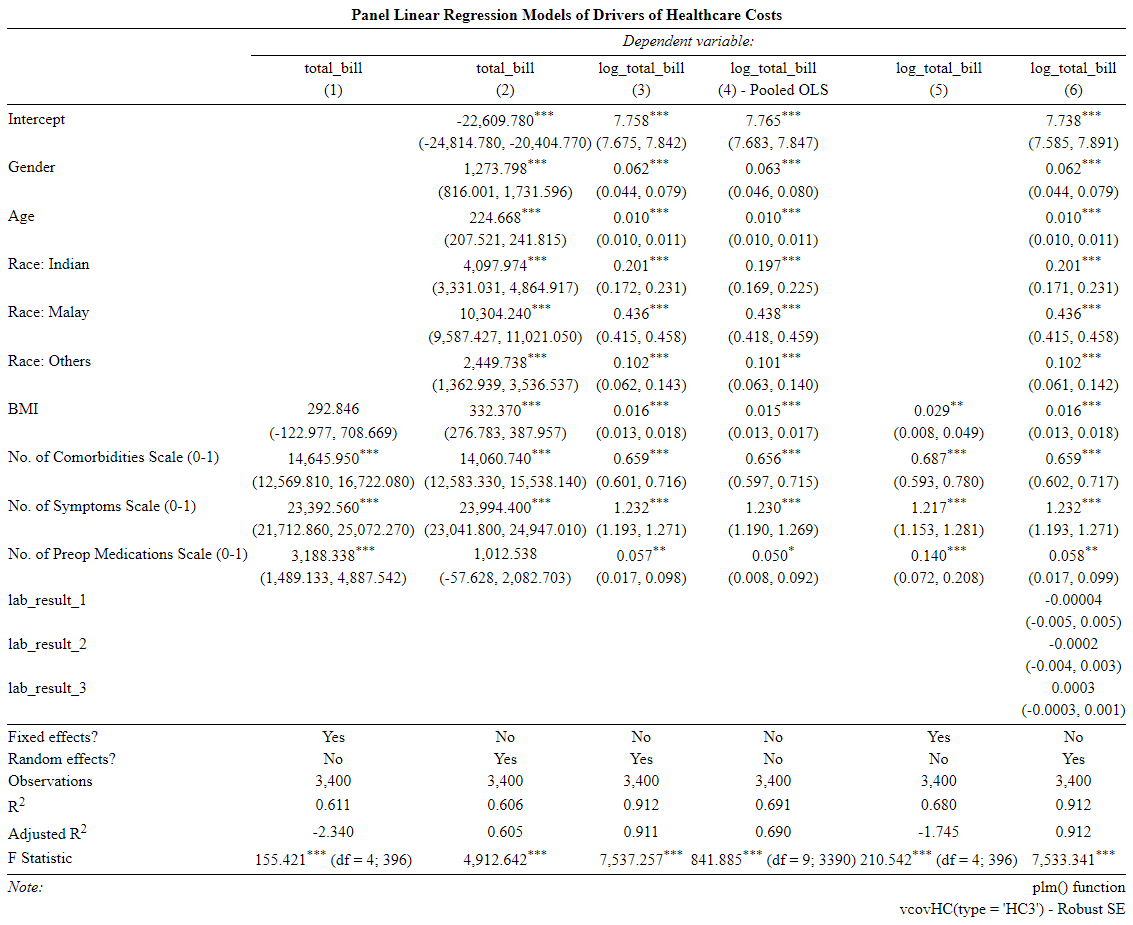 Panel Linear Regression Models of Drivers of Healthcare Costs
Dependent variable:
total_bill total_bill log_total_bill log_total_bill log_total_bill log_total_bill
(1) (2) (3) (4) - Pooled OLS (5) (6)
Intercept -22,609.780*** 7.758*** 7.765*** 7.738***
(-24,814.780, -20,404.770) (7.675, 7.842) (7.683, 7.847) (7.585, 7.891)
Gender 1,273.798*** 0.062*** 0.063*** 0.062***
(816.001, 1,731.596) (0.044, 0.079) (0.046, 0.080) (0.044, 0.079)
Age 224.668*** 0.010*** 0.010*** 0.010***
(207.521, 241.815) (0.010, 0.011) (0.010, 0.011) (0.010, 0.011)
Race: Indian 4,097.974*** 0.201*** 0.197*** 0.201***
(3,331.031, 4,864.917) (0.172, 0.231) (0.169, 0.225) (0.171, 0.231)
Race: Malay 10,304.240*** 0.436*** 0.438*** 0.436***
(9,587.427, 11,021.050) (0.415, 0.458) (0.418, 0.459) (0.415, 0.458)
Race: Others 2,449.738*** 0.102*** 0.101*** 0.102***
(1,362.939, 3,536.537) (0.062, 0.143) (0.063, 0.140) (0.061, 0.142)
BMI 292.846 332.370*** 0.016*** 0.015*** 0.029** 0.016***
(-122.977, 708.669) (276.783, 387.957) (0.013, 0.018) (0.013, 0.017) (0.008, 0.049) (0.013, 0.018)
No. of Comorbidities Scale (0-1) 14,645.950*** 14,060.740*** 0.659*** 0.656*** 0.687*** 0.659***
(12,569.810, 16,722.080) (12,583.330, 15,538.140) (0.601, 0.716) (0.597, 0.715) (0.593, 0.780) (0.602, 0.717)
No. of Symptoms Scale (0-1) 23,392.560*** 23,994.400*** 1.232*** 1.230*** 1.217*** 1.232***
(21,712.860, 25,072.270) (23,041.800, 24,947.010) (1.193, 1.271) (1.190, 1.269) (1.153, 1.281) (1.193, 1.271)
No. of Preop Medications Scale (0-1) 3,188.338*** 1,012.538 0.057** 0.050* 0.140*** 0.058**
(1,489.133, 4,887.542) (-57.628, 2,082.703) (0.017, 0.098) (0.008, 0.092) (0.072, 0.208) (0.017, 0.099)
lab_result_1 -0.00004
(-0.005, 0.005)
lab_result_2 -0.0002
(-0.004, 0.003)
lab_result_3 0.0003
(-0.0003, 0.001)
Fixed effects? Yes No No No Yes No
Random effects? No Yes Yes No No Yes
Observations 3,400 3,400 3,400 3,400 3,400 3,400
R2 0.611 0.606 0.912 0.691 0.680 0.912
Adjusted R2 -2.340 0.605 0.911 0.690 -1.745 0.912
F Statistic 155.421*** (df = 4; 396) 4,912.642*** 7,537.257*** 841.885*** (df = 9; 3390) 210.542*** (df = 4; 396) 7,533.341***
Note: plm() function
vcovHC(type = 'HC3') - Robust SE